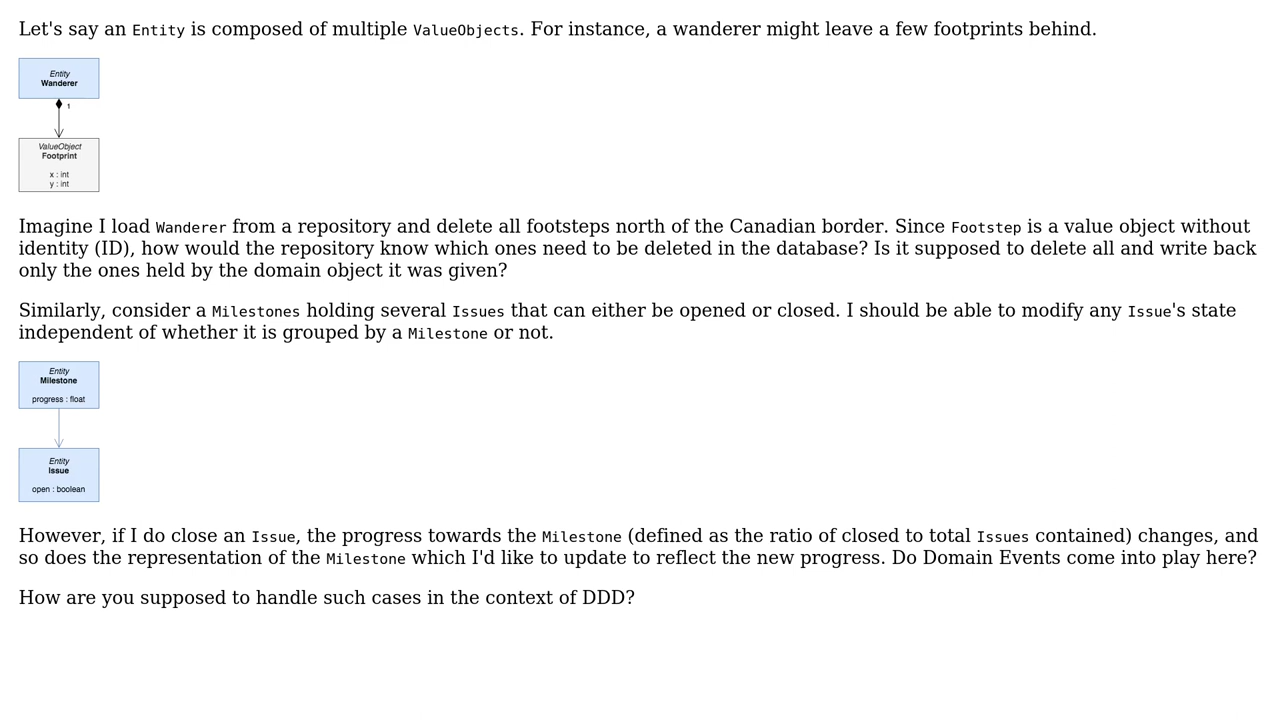 Let's say an Entity is composed of multiple ValueObjects. For instance, a wanderer might leave a few footprints behind.
Entity
Wanderer
1
ValueObject
Footprint
x : int
y : int
Imagine I load Wanderer from a repository and delete all footsteps north of the Canadian border. Since Footstep is a value object without
identity (ID), how would the repository know which ones need to be deleted in the database? Is it supposed to delete all and write back
only the ones held by the domain object it was given?
Similarly, consider a Milestones holding several Issues that can either be opened or closed. I should be able to modify any Issue's state
independent of whether it is grouped by a Milestone or not.
Entity
Milestone
progress : float
Entity
Issue
open : boolean
However, if I do close an Issue, the progress towards the Milestone (defined as the ratio of closed to total Issues contained) changes, and
so does the representation of the Milestone which I'd like to update to reflect the new progress. Do Domain Events come into play here?
How are you supposed to handle such cases in the context of DDD?